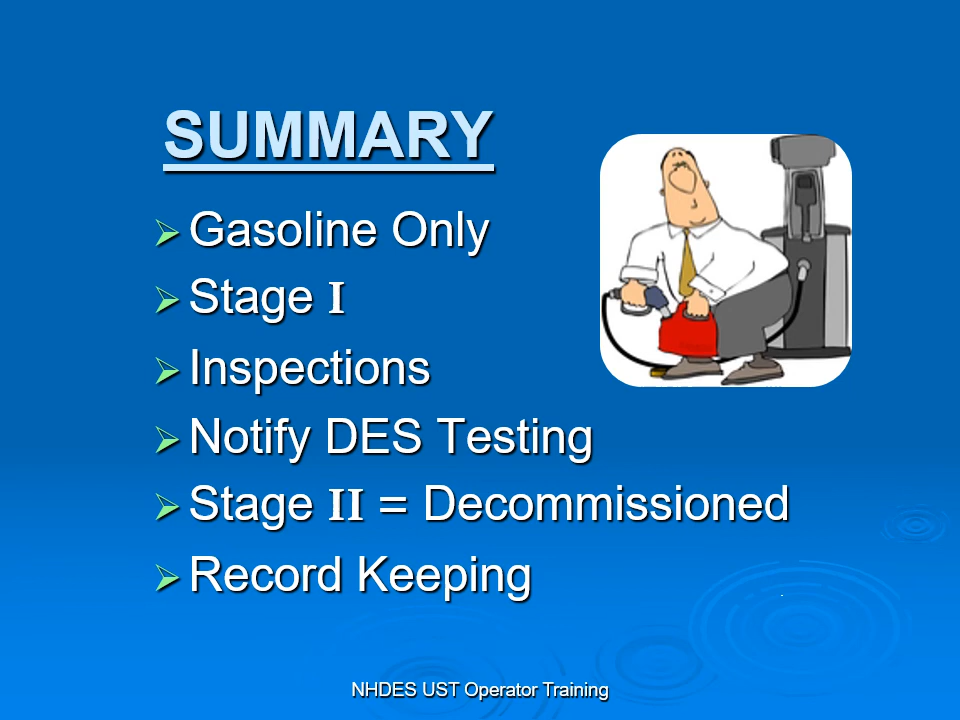 SUMMARY
Gasoline Only
Stage I
Inspections
Notify DES Testing
Stage II = Decommissioned
Record Keeping
NHDES UST Operator Training